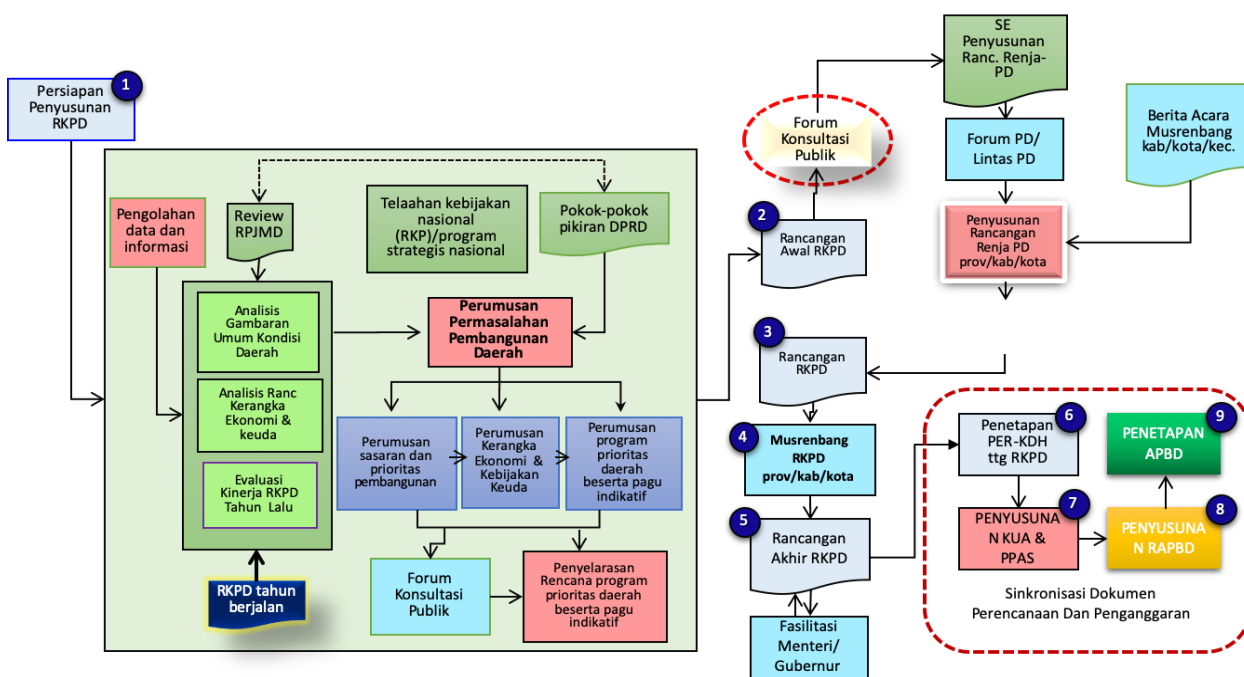 1
Persiapan
Penyusunan
RKPD
Pengolahan
data dan
informasi
Review
RPJMD
Telaahan kebijakan
nasional
(RKP)/program
strategis nasional
Pokok-pokok
pikiran DPRD
Analisis
Gambaran
Umum Kondisi
Daerah
Analisis Ranc
Kerangka
Ekonomi &
keuda
Evaluasi
Kinerja RKPD
Tahun Lalu
RKPD tahun
berjalan
Perumusan
Permasalahan
Pembangunan
Daerah
Perumusan
sasaran dan
prioritas
pembangunan
Perumusan
Kerangka
Ekonomi &
Kebijakan
Keuda
Perumusan
program
prioritas
daerah
beserta pagu
indikatif
Forum
Konsultasi
Publik
Penyelarasan
Rencana program
prioritas daerah
beserta pagu
indikatif
Forum
Konsultasi
Publik
2
Rancangan
Awal RKPD
SE
Penyusunan
Ranc. Renja-
PD
Forum PD/
Lintas PD
Penyusunan
Rancangan
Renja PD
prov/kab/kota
Berita Acara
Musrenbang
kab/kota/kec.
3
Rancangan
RKPD
4
Musrenbang
RKPD
prov/kab/kota
5
Rancangan
Akhir RKPD
Fasilitasi
Menteri/
Gubernur
6
Penetapan
PER-KDH
ttg RKPD
7
PENYUSUNA
N KUA &
PPAS
8
PENYUSUNA
N RAPBD
9
PENETAPAN
APBD
Sinkronisasi Dokumen
Perencanaan Dan Penganggaran